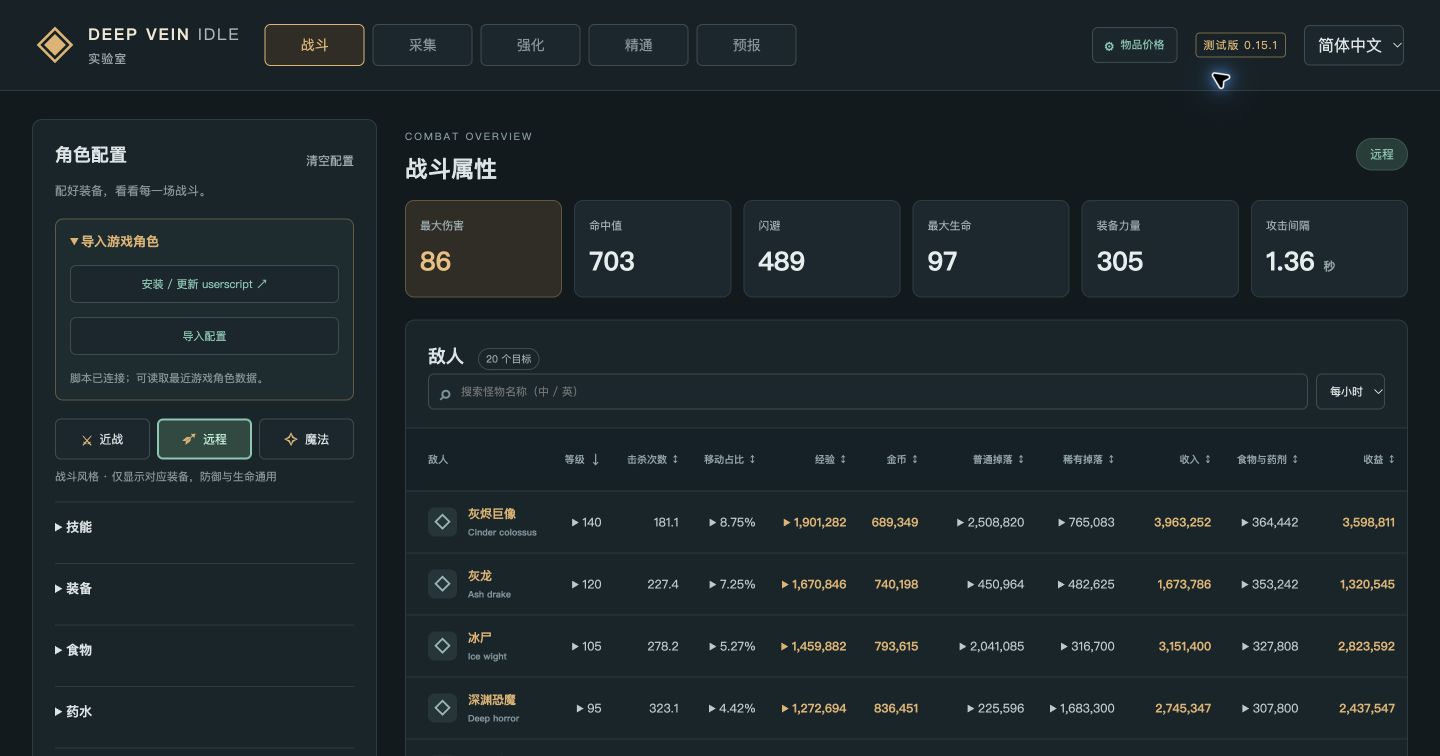 DEEP VEIN IDLE
实验室
战斗
采集
强化
精通
预报
物品价格
测试版 0.15.1
简体中文
角色配置
清空配置
配好装备，看看每一场战斗。
导入游戏角色
安装 / 更新 userscript ↗
导入配置
脚本已连接；可读取最近游戏角色数据。
近战
远程
魔法
战斗风格 · 仅显示对应装备，防御与生命通用
技能
装备
食物
药水
COMBAT OVERVIEW
战斗属性
远程
最大伤害
86
命中值
703
闪避
489
最大生命
97
装备力量
305
攻击间隔
1.36 秒
敌人 20 个目标
搜索怪物名称（中 / 英）
每小时
敌人 等级 ↓ 击杀次数 ↕ 移动占比 ↕ 经验 ↕ 金币 ↕ 普通掉落 ↕ 稀有掉落 ↕ 收入 ↕ 食物与药剂 ↕ 收益 ↕
灰烬巨像
Cinder colossus
140 181.1 8.75% 1,901,282 689,349 2,508,820 765,083 3,963,252 364,442 3,598,811
灰龙
Ash drake
120 227.4 7.25% 1,670,846 740,198 450,964 482,625 1,673,786 353,242 1,320,545
冰尸
Ice wight
105 278.2 5.27% 1,459,882 793,615 2,041,085 316,700 3,151,400 327,808 2,823,592
深渊恐魔
Deep horror
95 323.1 4.42% 1,272,694 836,451 225,596 1,683,300 2,745,347 307,800 2,437,547